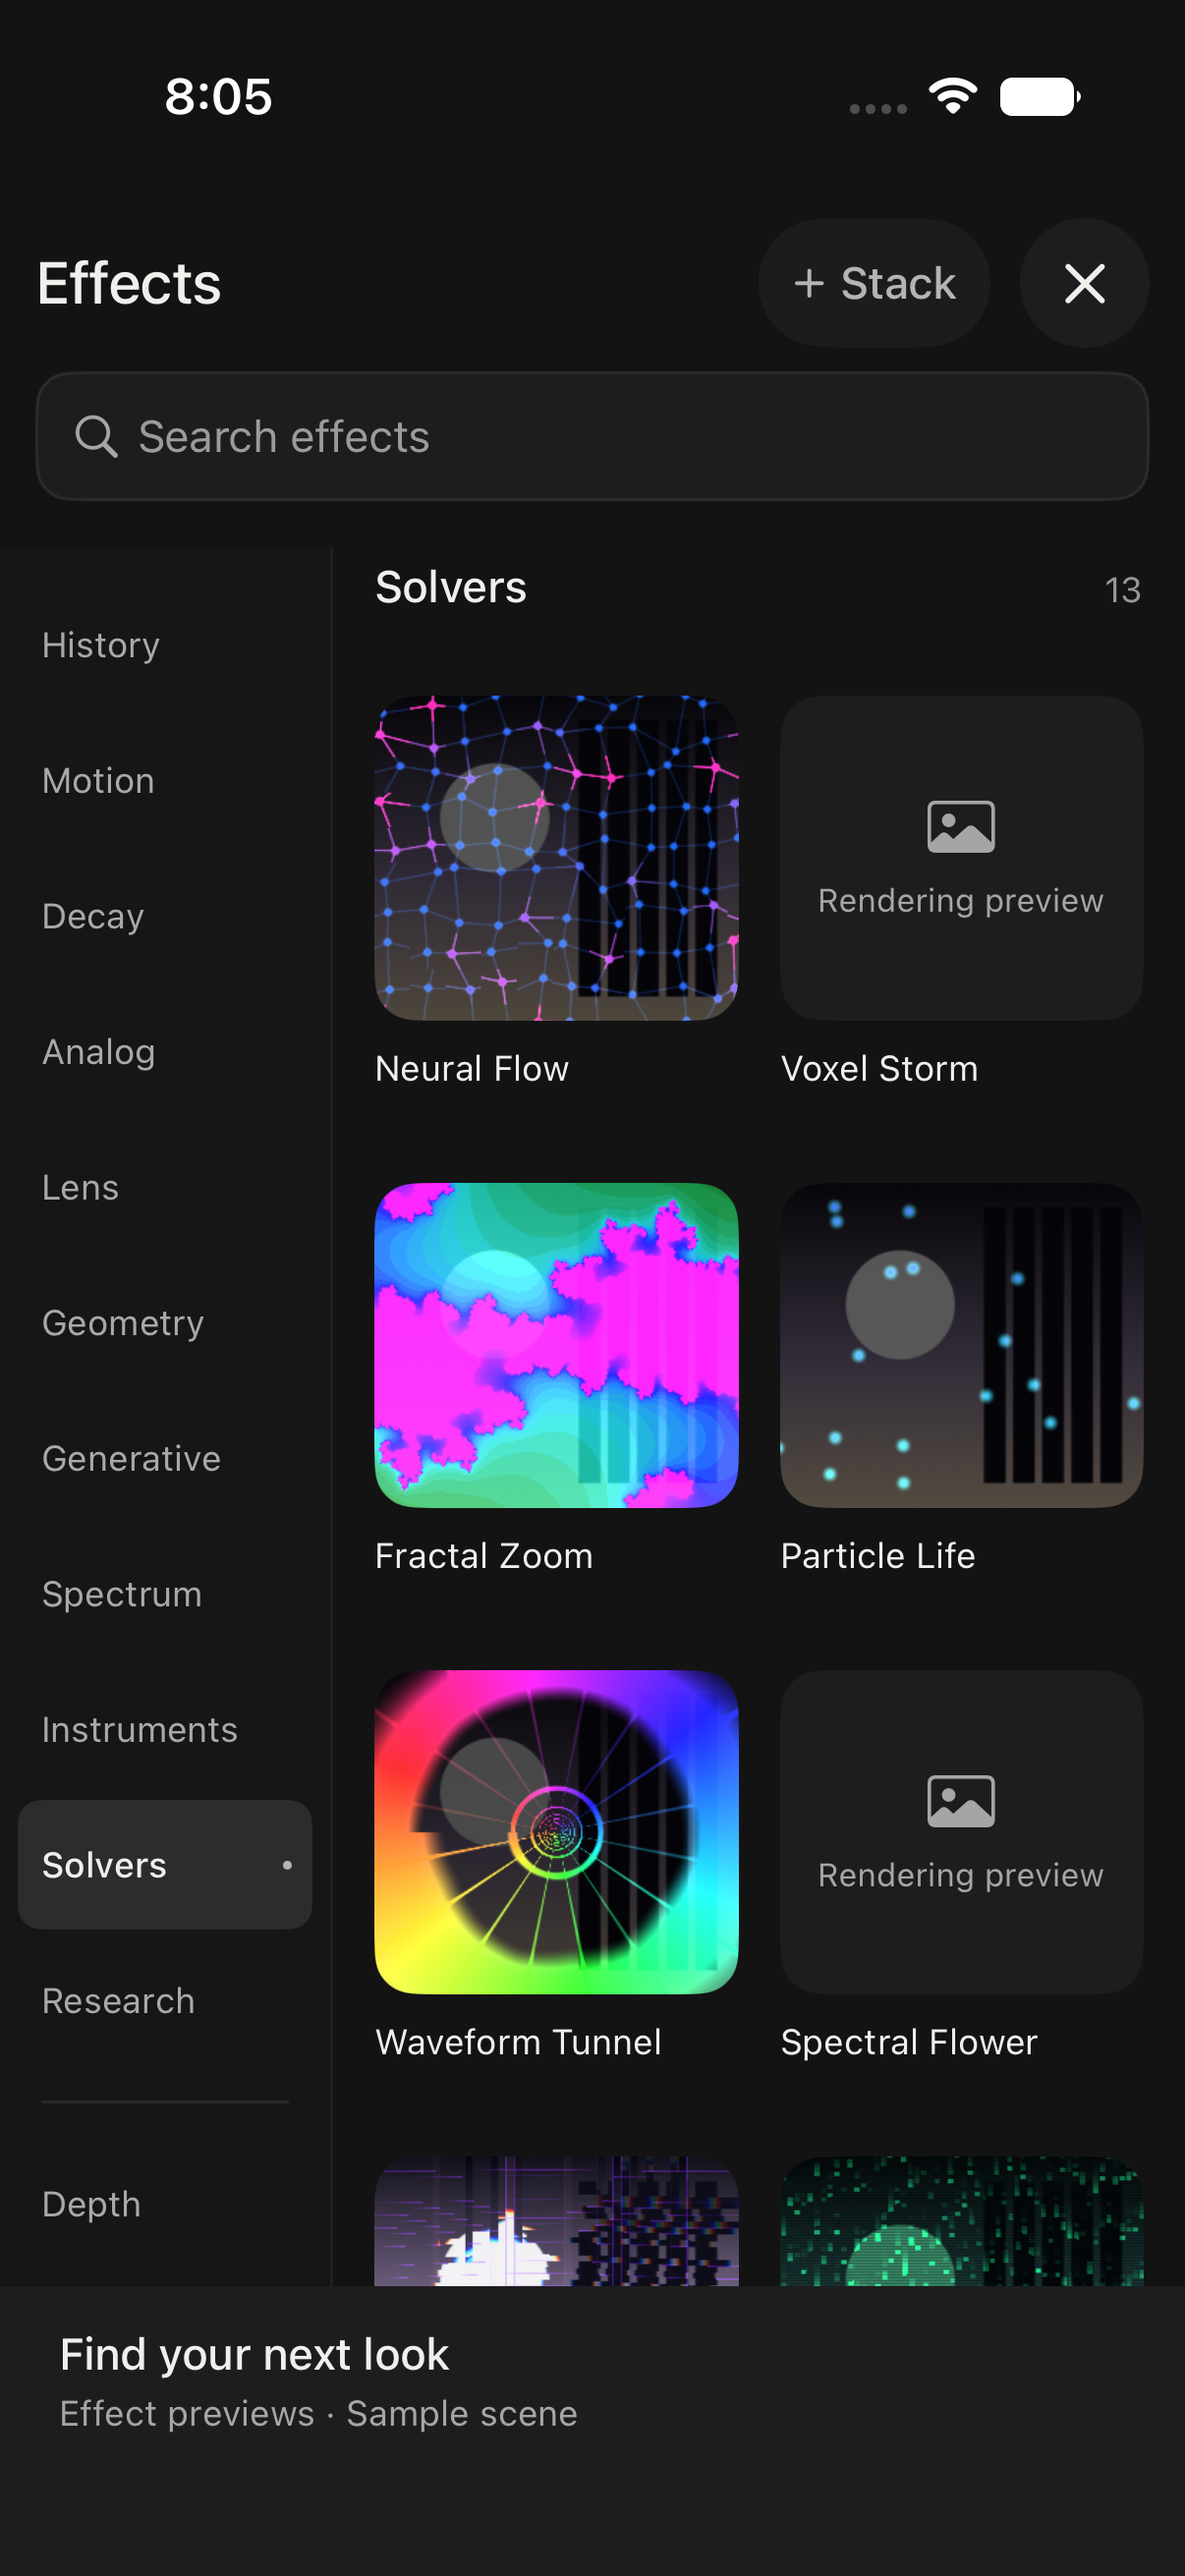 8:05
Effects
+ Stack
Search effects
History
Motion
Decay
Analog
Lens
Geometry
Generative
Spectrum
Instruments
Solvers
Research
Depth
Solvers
13
Neural Flow
Rendering preview
Voxel Storm
Fractal Zoom
Particle Life
Waveform Tunnel
Rendering preview
Spectral Flower
Find your next look
Effect previews · Sample scene